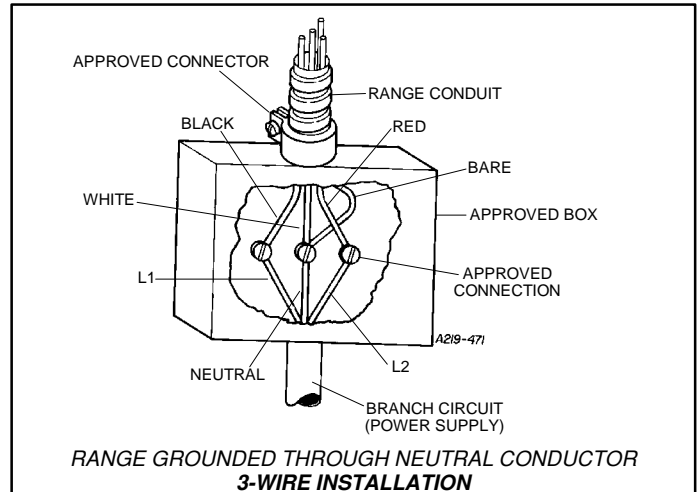 APPROVED CONNECTOR
RANGE CONDUIT
BLACK
RED
BARE
WHITE
APPROVED BOX
L1
APPROVED
CONNECTION
A219-471
NEUTRAL
L2
BRANCH CIRCUIT
(POWER SUPPLY)
RANGE GROUNDED THROUGH NEUTRAL CONDUCTOR
3-WIRE INSTALLATION